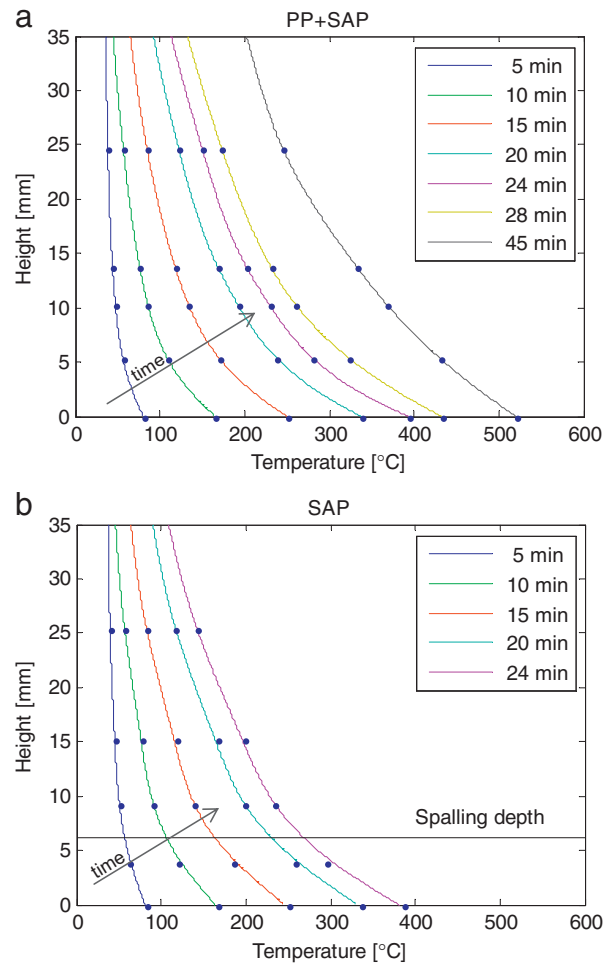 a
PP+SAP
35
30
25
20
15
10
5
0
Height [mm]
5 min
10 min
15 min
20 min
24 min
28 min
45 min
time
100
200
300
400
500
600
Temperature [°C]
b
SAP
35
30
25
20
15
10
5
0
Height [mm]
5 min
10 min
15 min
20 min
24 min
Spalling depth
time
0
100
200
300
400
500
600
Temperature [°C]